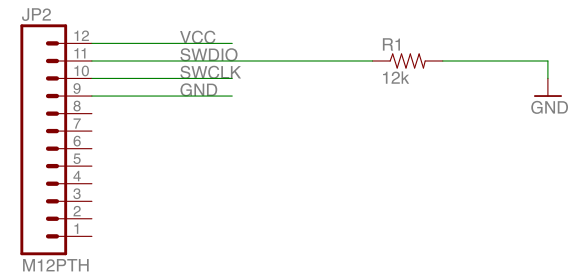 JP2
12 VCC
11 SWDIO
10 SWCLK
9 GND
8
7
6
5
4
3
2
1
M12PTH
R1
12k
GND